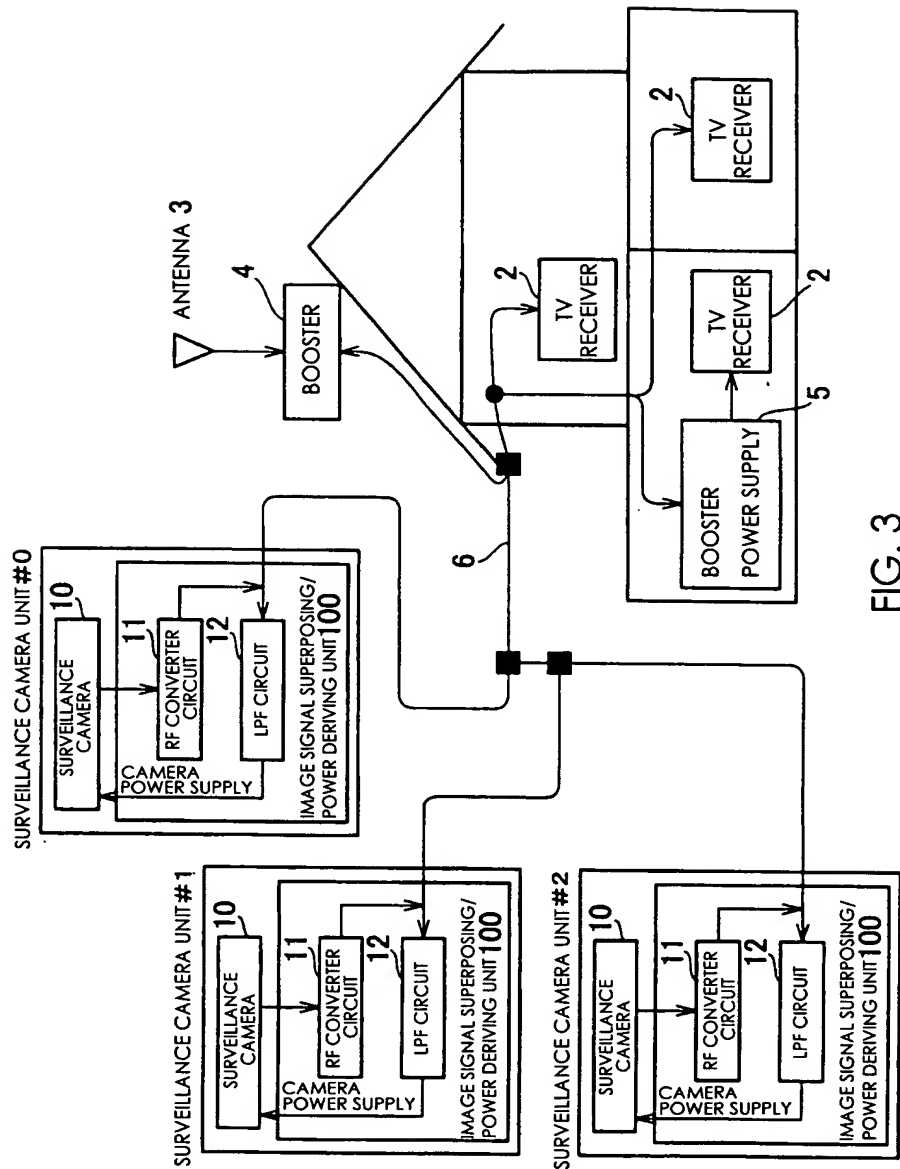 SURVEILLANCE CAMERA UNIT #0
10
SURVEILLANCE
CAMERA
11
RF CONVERTER
CIRCUIT
12
LPF CIRCUIT
CAMERA
POWER SUPPLY
IMAGE SIGNAL SUPERPOSING/
POWER DERIVING UNIT 100
SURVEILLANCE CAMERA UNIT #1
10
SURVEILLANCE
CAMERA
11
RF CONVERTER
CIRCUIT
12
LPF CIRCUIT
CAMERA
POWER SUPPLY
IMAGE SIGNAL SUPERPOSING/
POWER DERIVING UNIT 100
SURVEILLANCE CAMERA UNIT #2
10
SURVEILLANCE
CAMERA
11
RF CONVERTER
CIRCUIT
12
LPF CIRCUIT
CAMERA
POWER SUPPLY
IMAGE SIGNAL SUPERPOSING/
POWER DERIVING UNIT 100
ANTENNA 3
4
BOOSTER
6
2
TV
RECEIVER
2
TV
RECEIVER
2
TV
RECEIVER
5
BOOSTER
POWER SUPPLY
FIG. 3